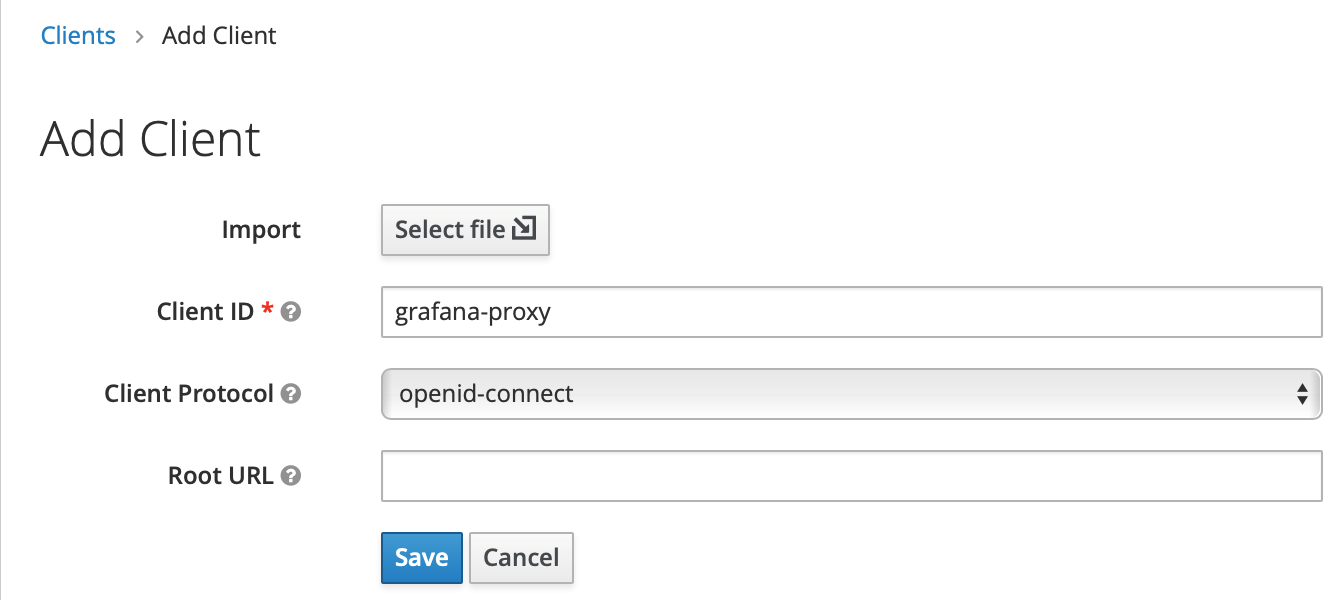 Clients > Add Client
Add Client
Import Select file
Client ID * ? grafana-proxy
Client Protocol ? openid-connect
Root URL ?
Save Cancel